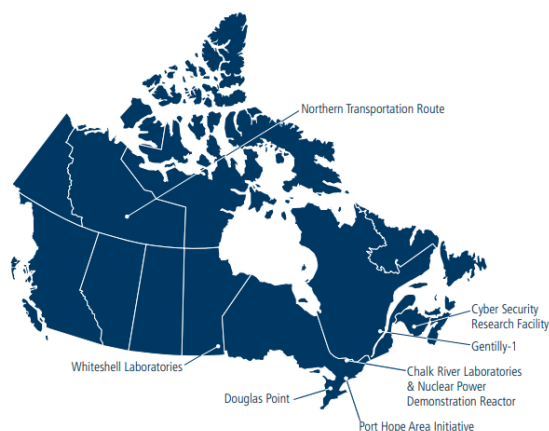 Northern Transportation Route
Cyber Security
Research Facility
Gentilly-1
Whiteshell Laboratories
Chalk River Laboratories
& Nuclear Power
Demonstration Reactor
Douglas Point
Port Hope Area Initiative